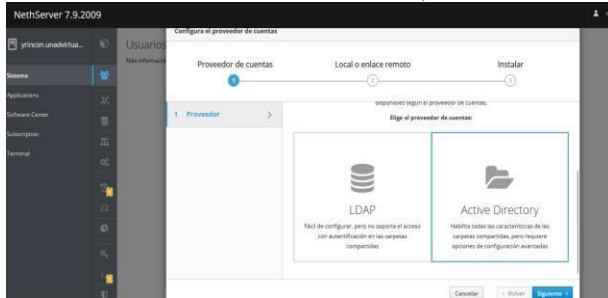 NethServer 7.9.2009
Configura el proveedor de cuentas
yrincon.unadvirtua...
Usuarios
Más informació
Sistema
Applications
Software Center
Subscription
Terminal
Proveedor de cuentas
Local o enlace remoto
Instalar
1
2
3
1 Proveedor
disponibles según el proveedor de cuentas.
Elige el proveedor de cuentas:
LDAP
Fácil de configurar, pero no soporta el acceso
con autentificación en las carpetas
compartidas
Active Directory
Habilita todas las características de las
carpetas compartidas, pero requiere
opciones de configuración avanzadas
Cancelar
< Volver
Siguiente >